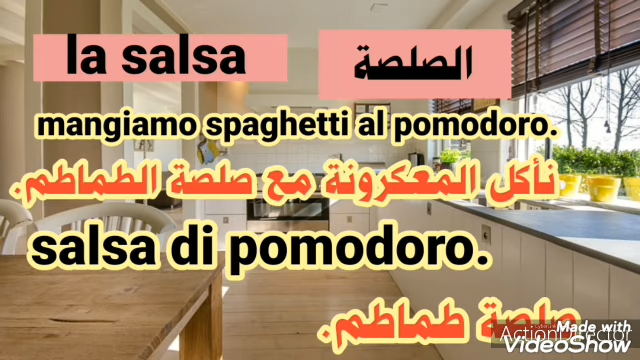 la salsa
الصلصة
mangiamo spaghetti al pomodoro.
نأكل المعكرونة مع صلصة الطماطم.
salsa di pomodoro.
صلصة طماطم.
ActionDirector
Made with
VideoShow